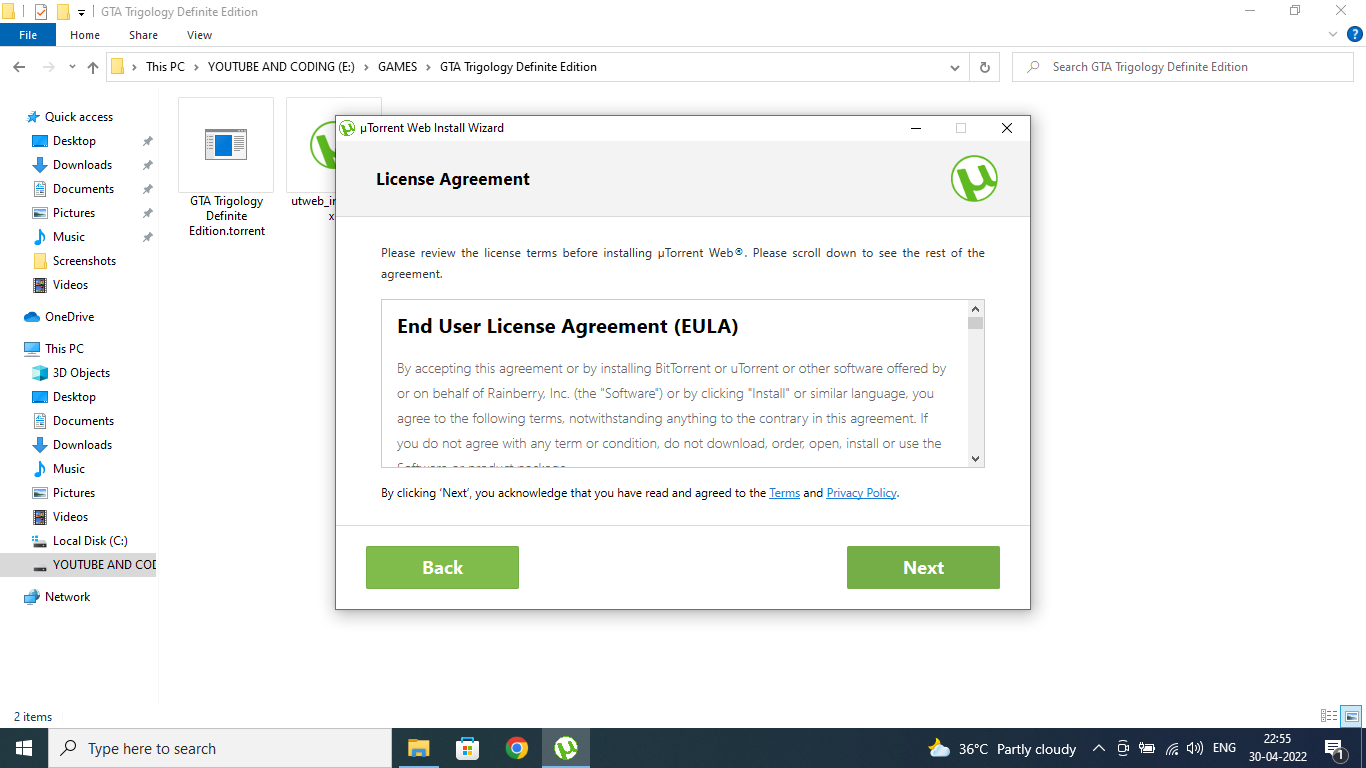 GTA Trigology Definite Edition
File Home Share View
This PC YOUTUBE AND CODING (E:) GAMES GTA Trigology Definite Edition
Search GTA Trigology Definite Edition
Quick access
Desktop
Downloads
Documents
Pictures
Music
Screenshots
Videos
OneDrive
This PC
3D Objects
Desktop
Documents
Downloads
Music
Pictures
Videos
Local Disk (C:)
YOUTUBE AND COD
Network
GTA Trigology
Definite
Edition.torrent
utweb_in
x
µTorrent Web Install Wizard
License Agreement
Please review the license terms before installing µTorrent Web®. Please scroll down to see the rest of the
agreement.
End User License Agreement (EULA)
By accepting this agreement or by installing BitTorrent or uTorrent or other software offered by
or on behalf of Rainberry, Inc. (the "Software") or by clicking "Install" or similar language, you
agree to the following terms, notwithstanding anything to the contrary in this agreement. If
you do not agree with any term or condition, do not download, order, open, install or use the
Software or product package.
By clicking ‘Next’, you acknowledge that you have read and agreed to the Terms and Privacy Policy.
Back Next
2 items
Type here to search
36°C Partly cloudy
ENG
22:55
30-04-2022
1